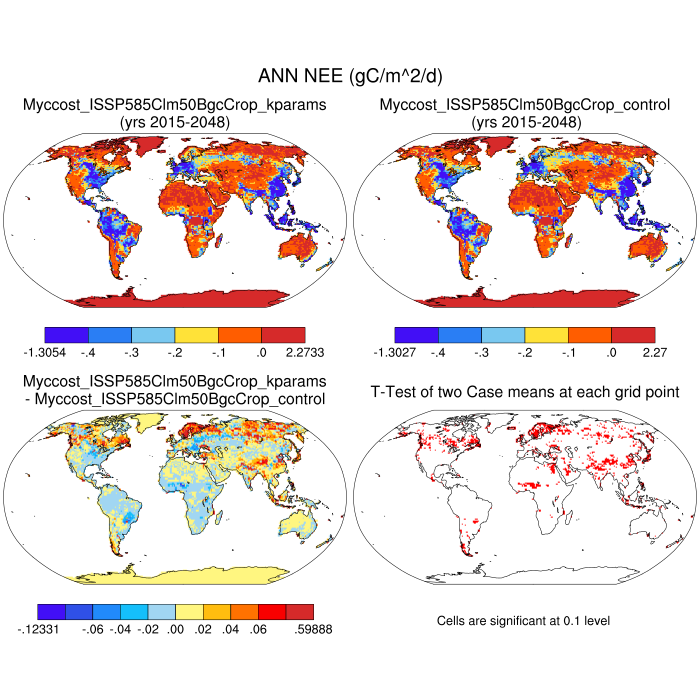 ANN NEE (gC/m^2/d)
Myccost_ISSP585Clm50BgcCrop_kparams
(yrs 2015-2048)
Myccost_ISSP585Clm50BgcCrop_control
(yrs 2015-2048)
-1.3054 -.4 -.3 -.2 -.1 .0 2.2733
-1.3027 -.4 -.3 -.2 -.1 .0 2.27
Myccost_ISSP585Clm50BgcCrop_kparams
- Myccost_ISSP585Clm50BgcCrop_control
T-Test of two Case means at each grid point
-.12331 -.06 -.04 -.02 .00 .02 .04 .06 .59888
Cells are significant at 0.1 level